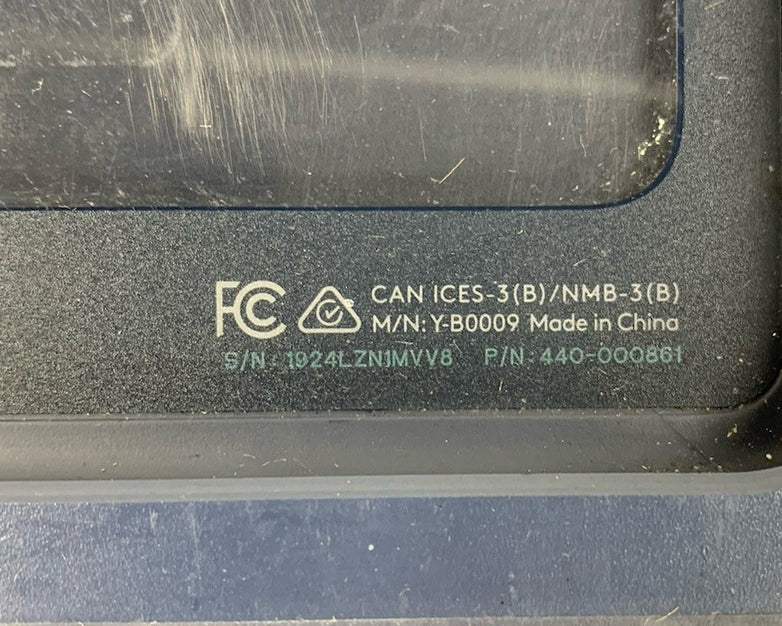 FC CAN ICES-3(B)/NMB-3(B)
M/N: Y-B0009 Made in China
S/N: 1924LZN1MVV8 P/N: 440-000861